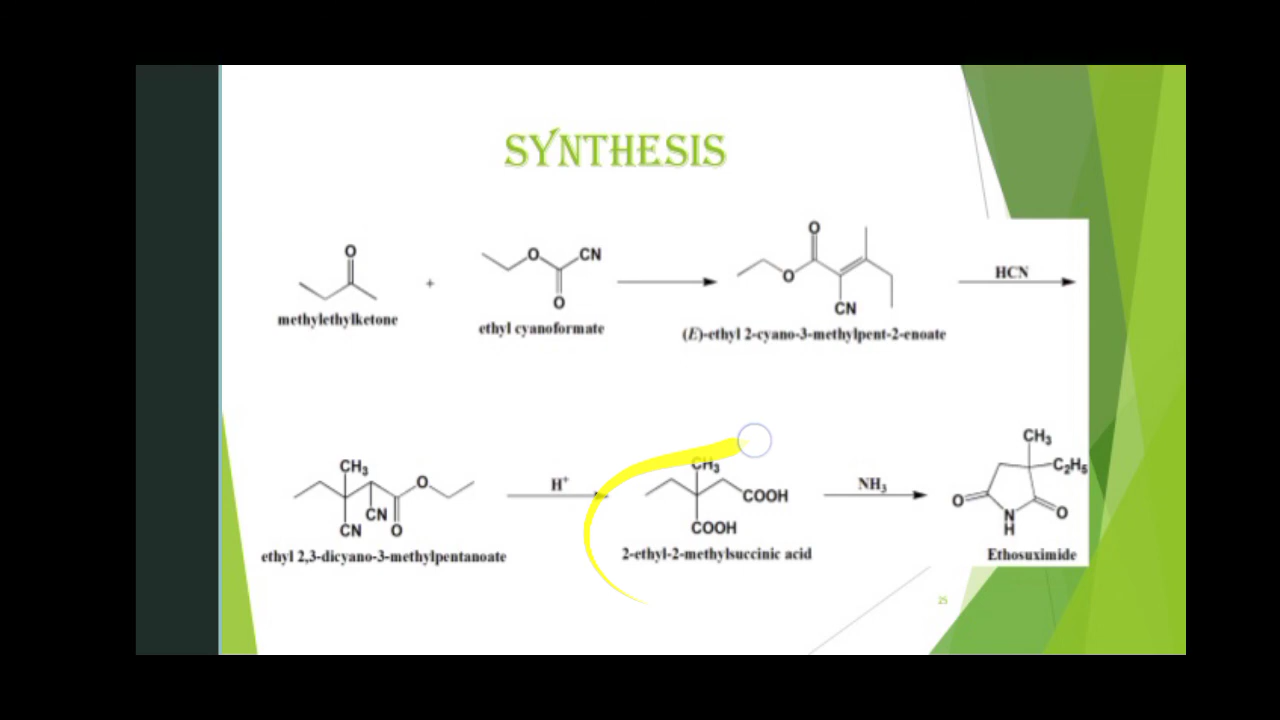 SYNTHESIS
O
O
CN
O
methylethylketone
+
ethyl cyanoformate
O
O
CN
(E)-ethyl 2-cyano-3-methylpent-2-enoate
HCN
CH3
O
CN
CN
O
ethyl 2,3-dicyano-3-methylpentanoate
H+
CH3
COOH
COOH
2-ethyl-2-methylsuccinic acid
NH3
CH3
C2H5
O
O
N
H
Ethosuximide
25